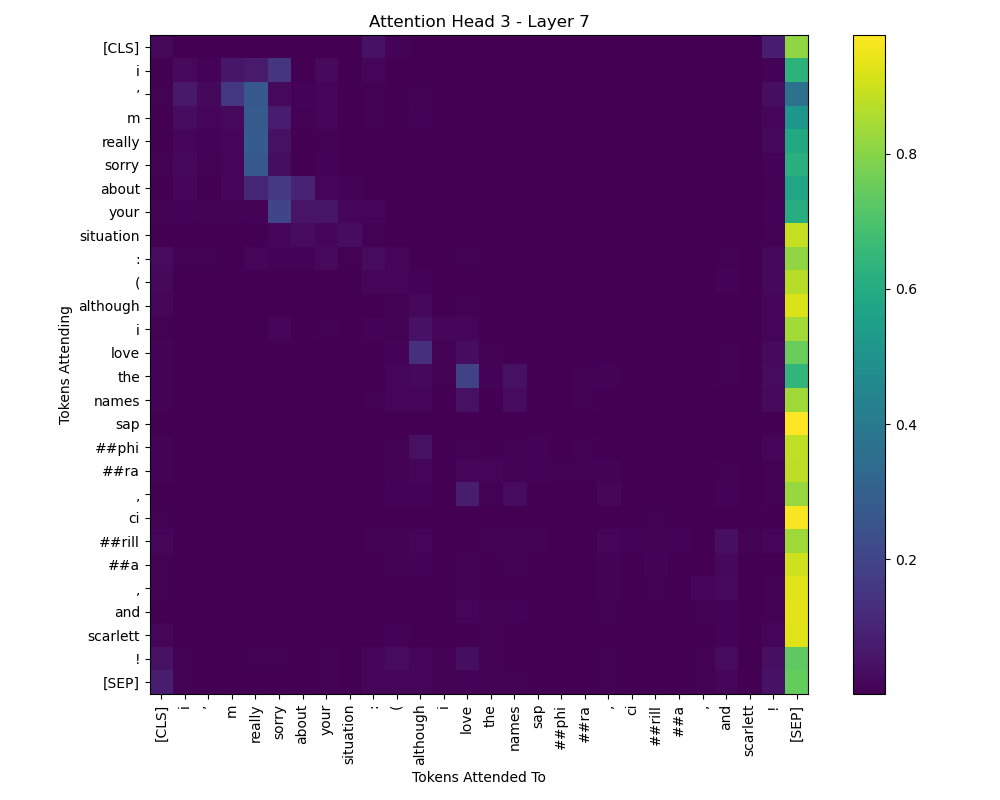 Attention Head 3 - Layer 7
Tokens Attending
[CLS]
i
’
m
really
sorry
about
your
situation
:
(
although
i
love
the
names
sap
##phi
##ra
,
ci
##rill
##a
,
and
scarlett
!
[SEP]
[CLS] i ’ m really sorry about your situation : ( although i love the names sap ##phi ##ra , ci ##rill ##a , and scarlett ! [SEP]
Tokens Attended To
0.8
0.6
0.4
0.2